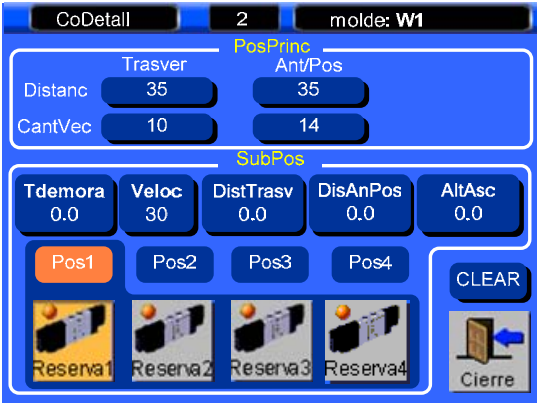 CoDetall 2 molde: W1
PosPrinc
Trasver Ant/Pos
Distanc 35 35
CantVec 10 14
SubPos
Tdemora Veloc DistTrasv DisAnPos AltAsc
0.0 30 0.0 0.0 0.0
Pos1 Pos2 Pos3 Pos4
CLEAR
Reserva1 Reserva2 Reserva3 Reserva4
Cierre